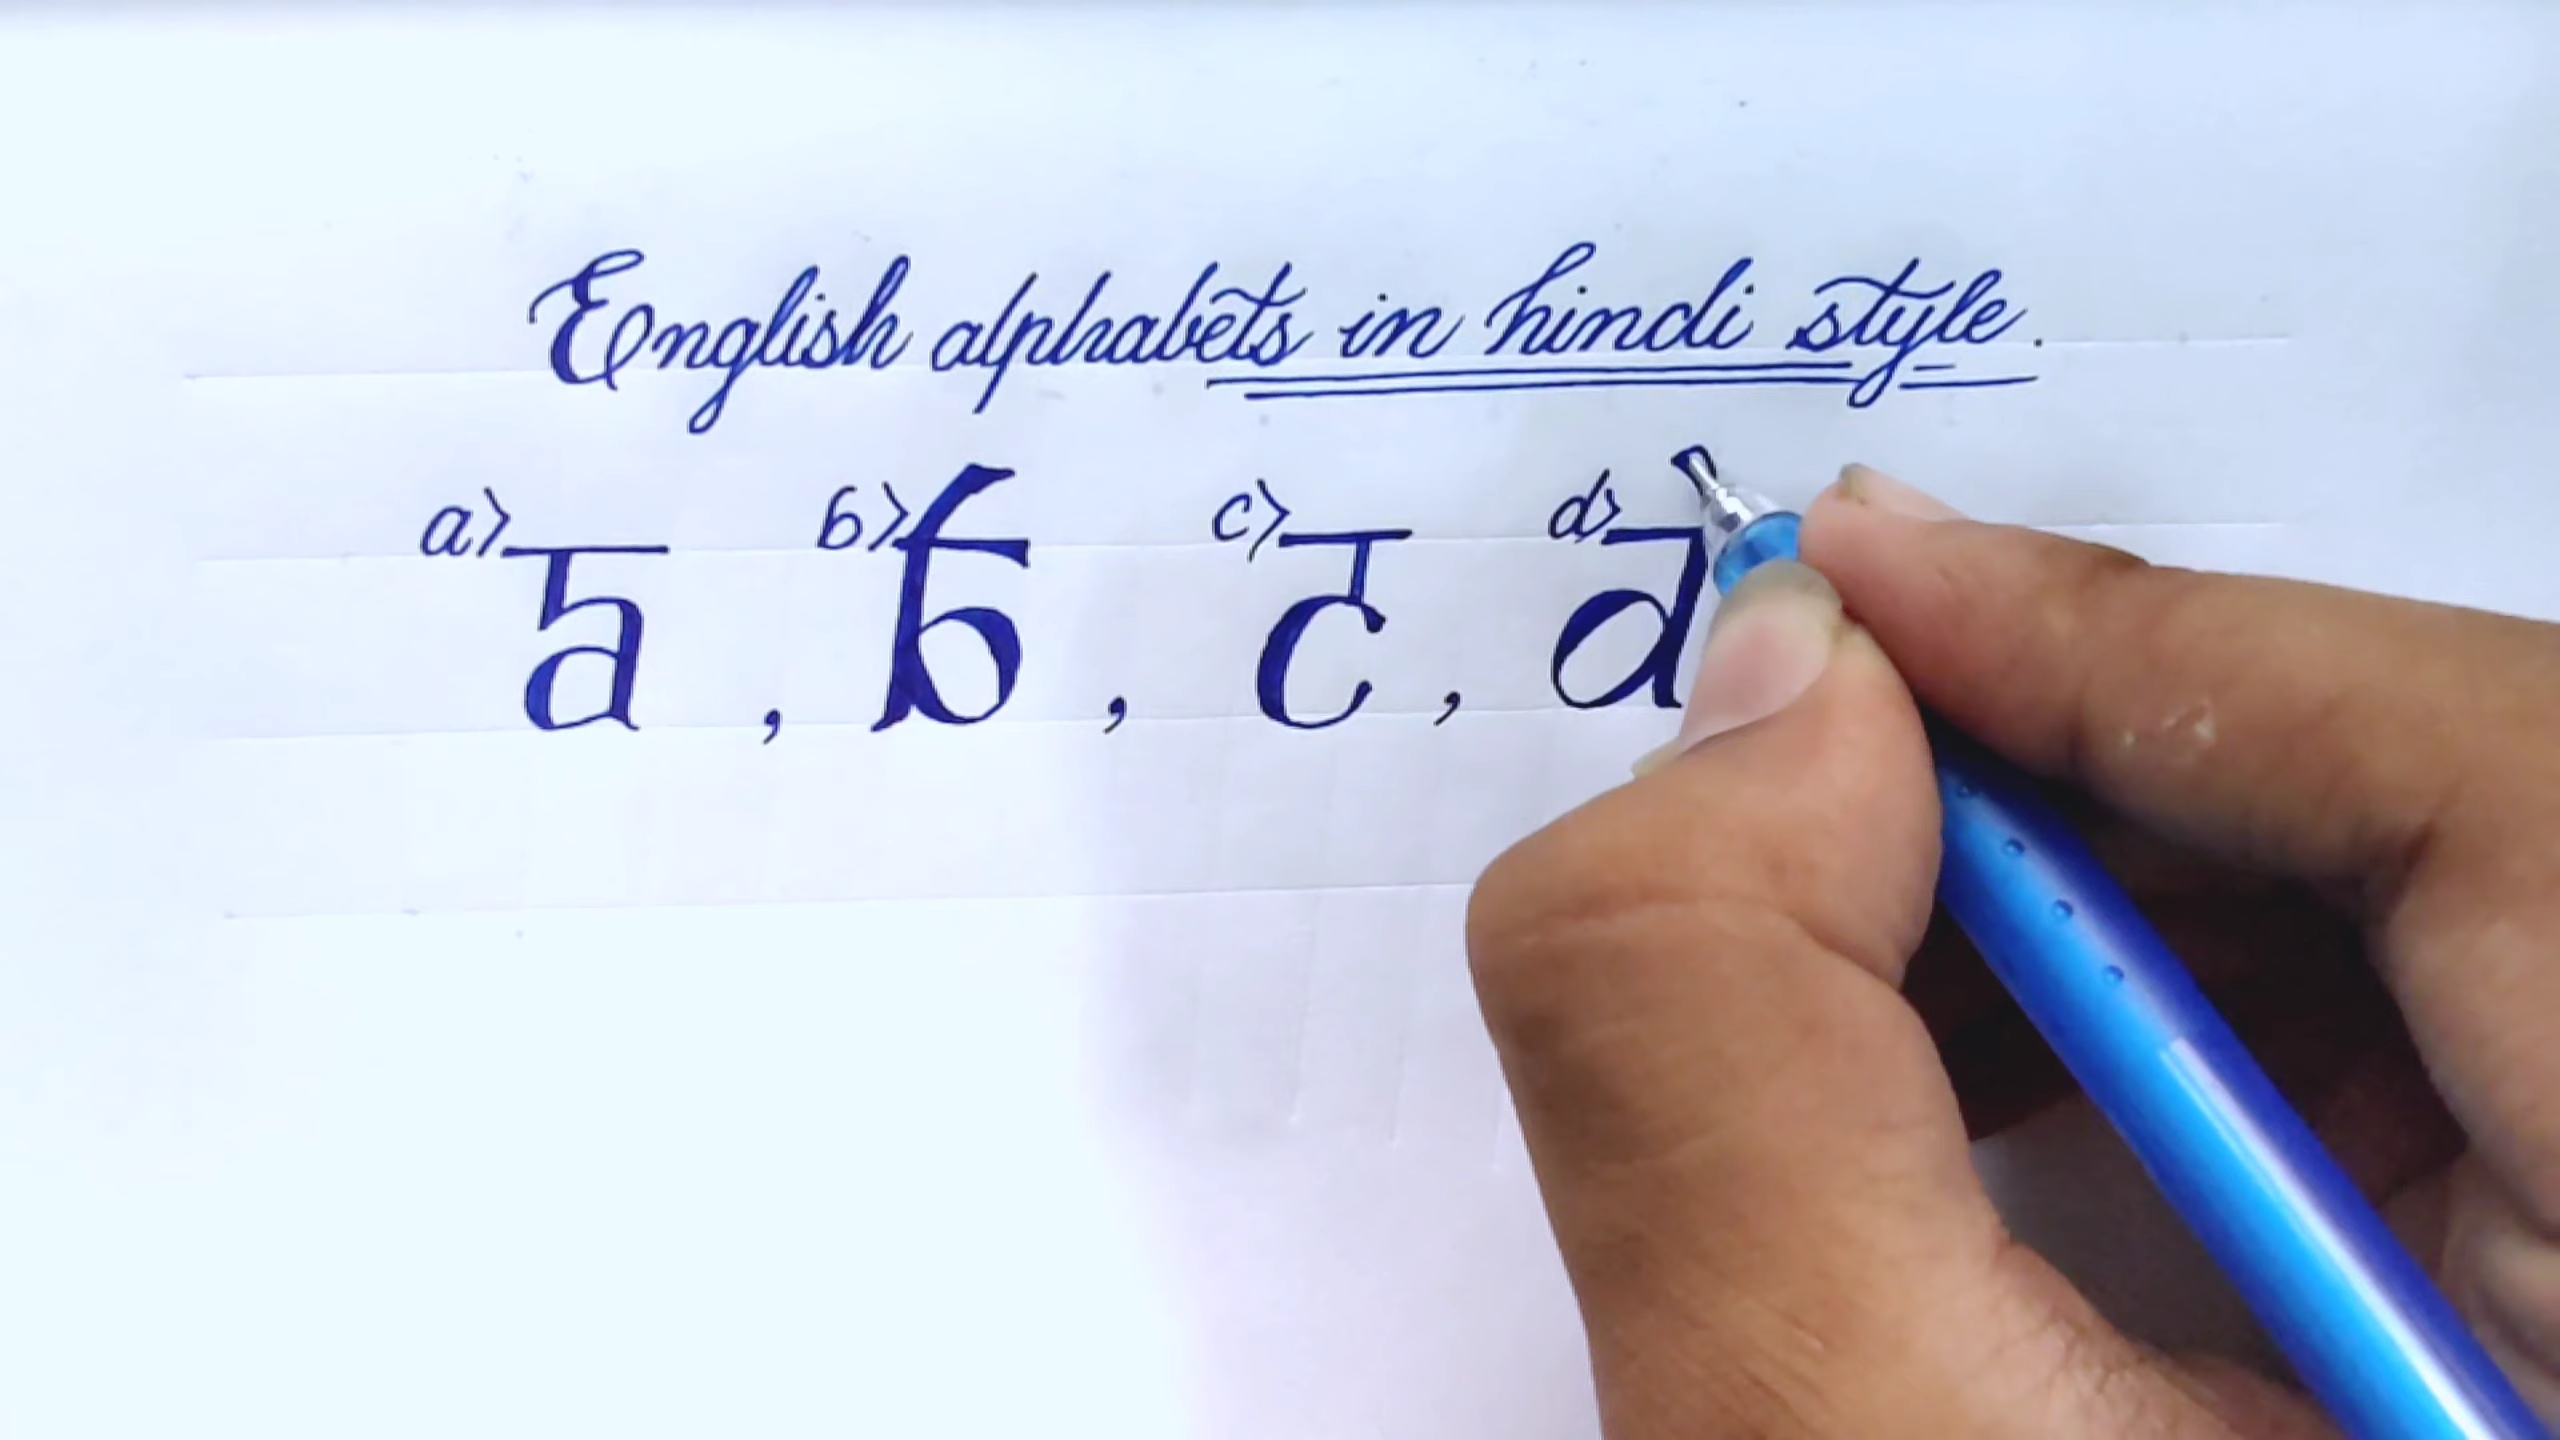 English alphabets in hindi style.
a> a , b> b , c> c , d> d